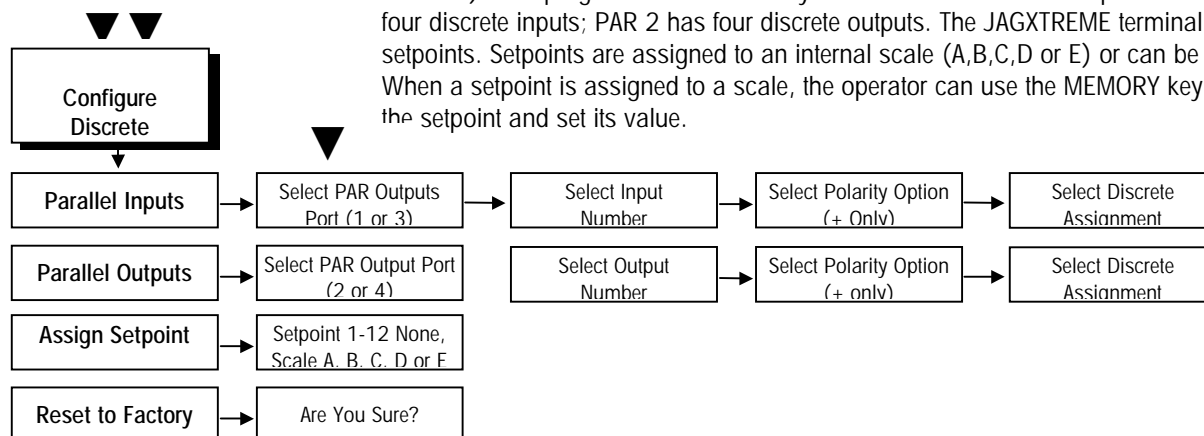 four discrete inputs; PAR 2 has four discrete outputs. The JAGXTREME terminal
setpoints. Setpoints are assigned to an internal scale (A,B,C,D or E) or can be
When a setpoint is assigned to a scale, the operator can use the MEMORY key
the setpoint and set its value.
Configure
Discrete
Parallel Inputs
Select PAR Outputs
Port (1 or 3)
Select Input
Number
Select Polarity Option
(+ Only)
Select Discrete
Assignment
Parallel Outputs
Select PAR Output Port
(2 or 4)
Select Output
Number
Select Polarity Option
(+ only)
Select Discrete
Assignment
Assign Setpoint
Setpoint 1-12 None,
Scale A, B, C, D or E
Reset to Factory
Are You Sure?